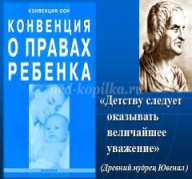 КОНВЕНЦИЯ ООН
КОНВЕНЦИЯ
О ПРАВАХ
РЕБЕНКА
«Детству следует
оказывать
величайшее
уважение»
(Древний мудрец Ювенал)